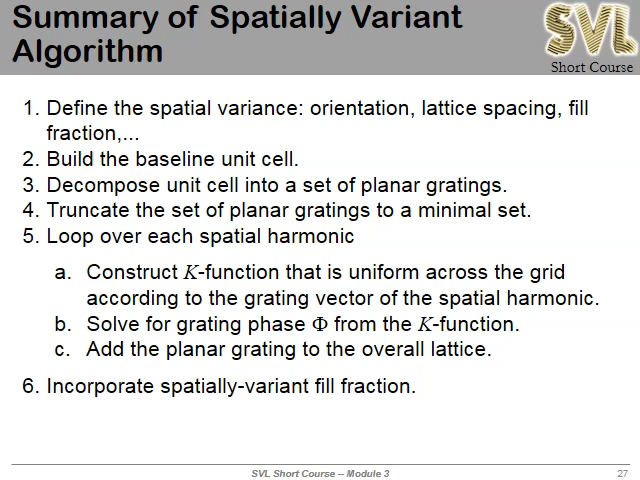 Summary of Spatially Variant
Algorithm
SVL
Short Course
1. Define the spatial variance: orientation, lattice spacing, fill
fraction,...
2. Build the baseline unit cell.
3. Decompose unit cell into a set of planar gratings.
4. Truncate the set of planar gratings to a minimal set.
5. Loop over each spatial harmonic
a. Construct K-function that is uniform across the grid
according to the grating vector of the spatial harmonic.
b. Solve for grating phase Φ from the K-function.
c. Add the planar grating to the overall lattice.
6. Incorporate spatially-variant fill fraction.
SVL Short Course -- Module 3
27